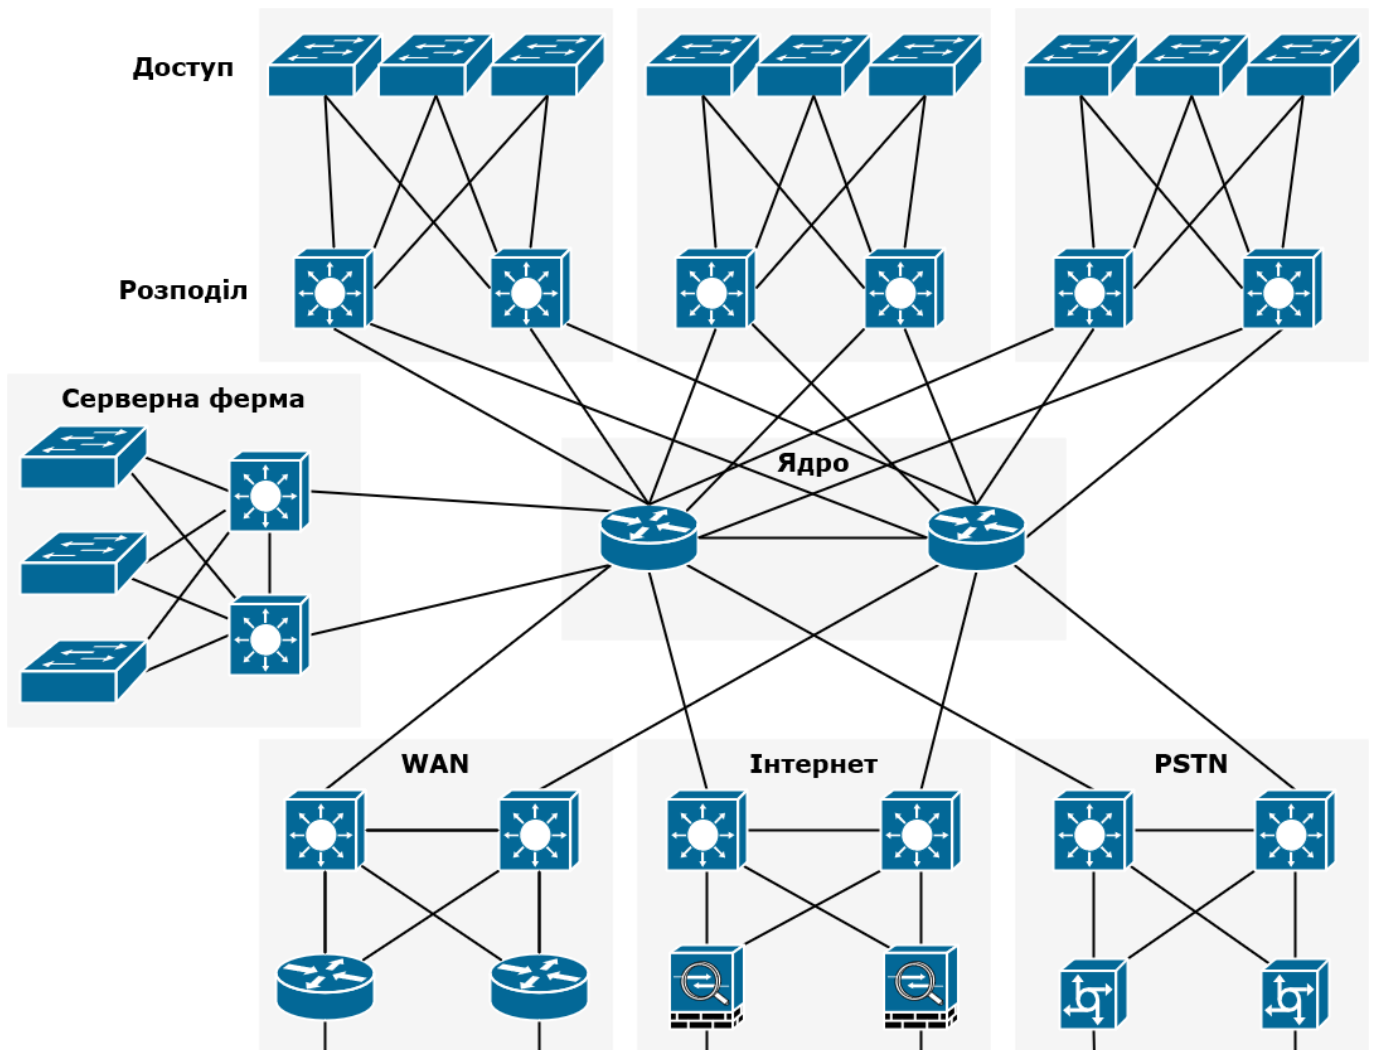 Доступ
Розподіл
Серверна ферма
Ядро
WAN
Інтернет
PSTN